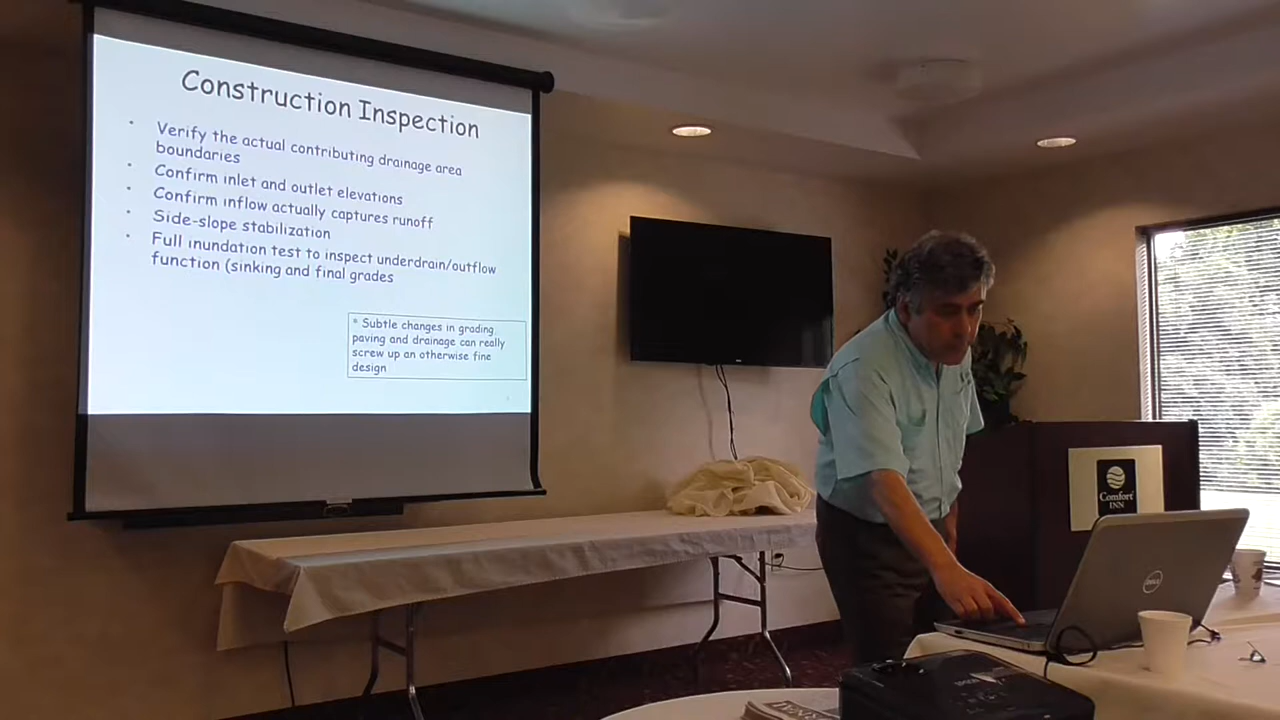 Construction Inspection
• Verify the actual contributing drainage area
boundaries
• Confirm inlet and outlet elevations
• Confirm inflow actually captures runoff
• Side-slope stabilization
• Full inundation test to inspect underdrain/outflow
function (sinking and final grades
* Subtle changes in grading,
paving and drainage can really
screw up an otherwise fine
design
Comfort
INN
DELL
EPSON